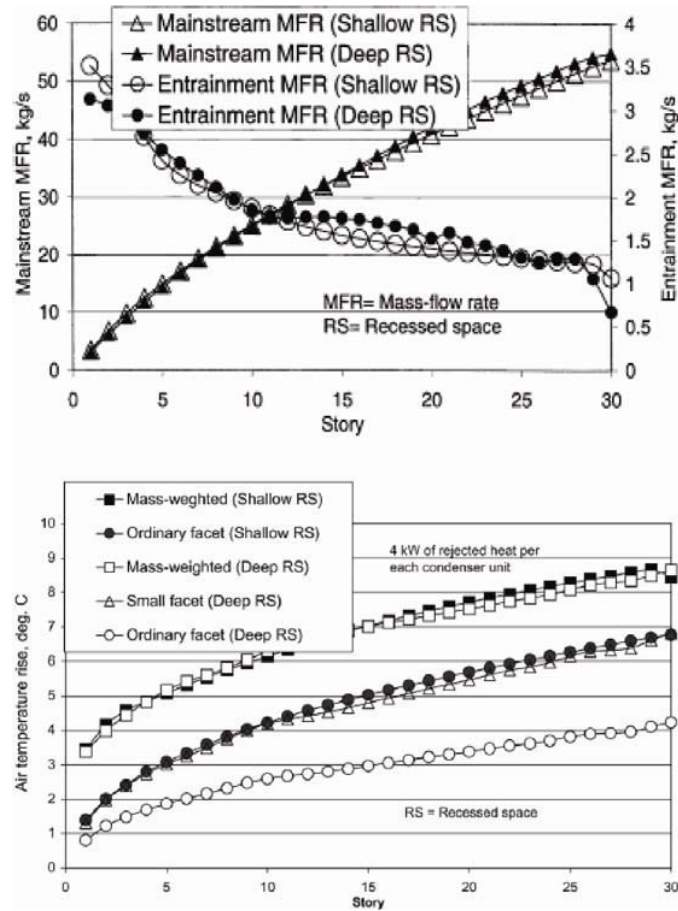 60
50
40
30
20
10
0
Mainstream MFR, kg/s
Mainstream MFR (Shallow RS)
Mainstream MFR (Deep RS)
Entrainment MFR (Shallow RS)
Entrainment MFR (Deep RS)
4
3.5
3
2.5
2
1.5
1
0.5
0
Entrainment MFR, kg/s
MFR= Mass-flow rate
RS= Recessed space
0 5 10 15 20 25 30
Story
Mass-weghted (Shallow RS)
Ordinary facet (Shallow RS)
Mass-weighted (Deep RS)
Small facet (Deep RS)
Ordinary facet (Deep RS)
10
9
8
7
6
5
4
3
2
1
0
Air temperature rise, deg. C
4 kW of rejected heat per
each condenser unit
RS = Recessed space
0 5 10 15 20 25 30
Story